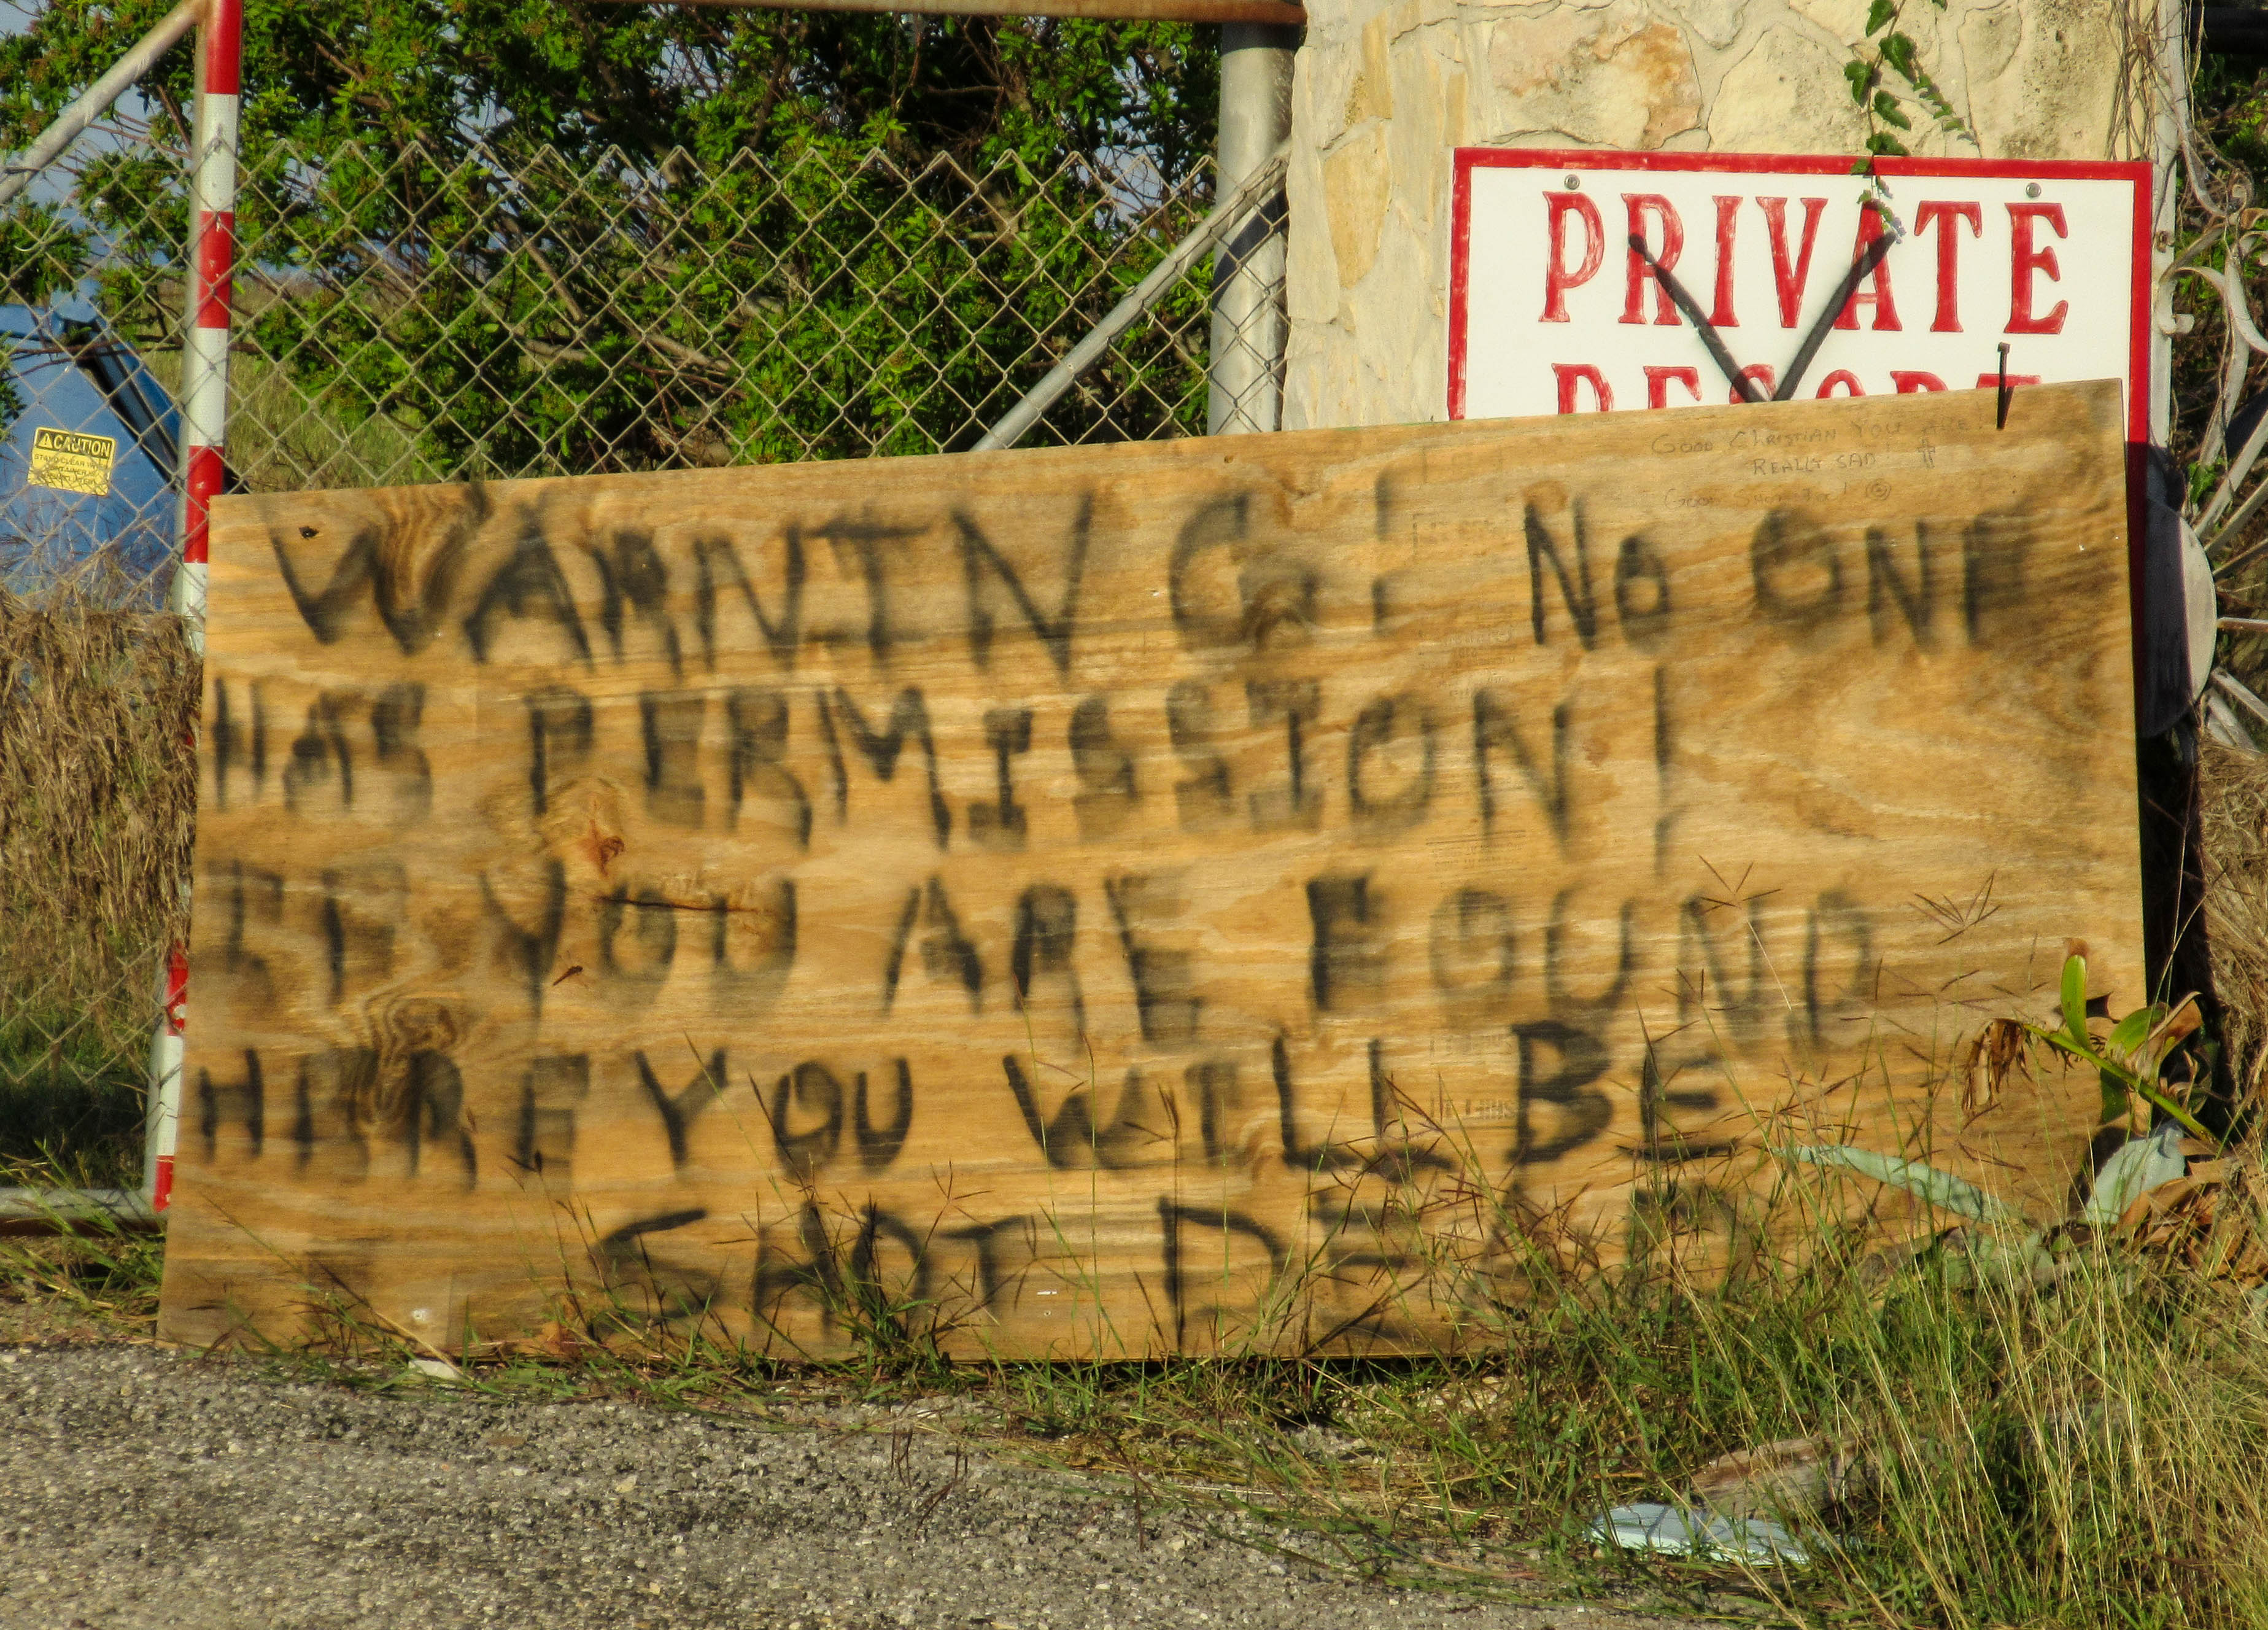 PRIVATE
RESORT
CAUTION
GOOD CHRISTIAN YOU ARE!
REALLY SAD!
WARNING! NO ONE
HAS PERMISSION!
IF YOU ARE FOUND
HERE YOU WILL BE
SHOT DEAD